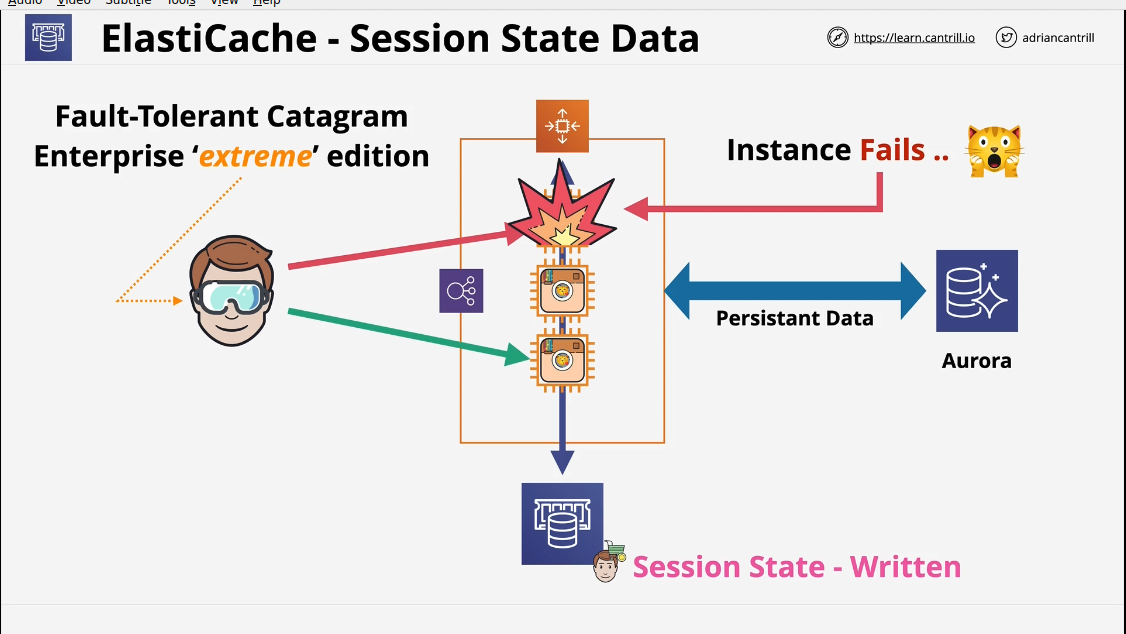 Audio Video Subtitle Tools View Help
ElastiCache - Session State Data
https://learn.cantrill.io
adriancantrill
Fault-Tolerant Catagram
Enterprise ‘extreme’ edition
Instance Fails ..
Persistant Data
Aurora
Session State - Written